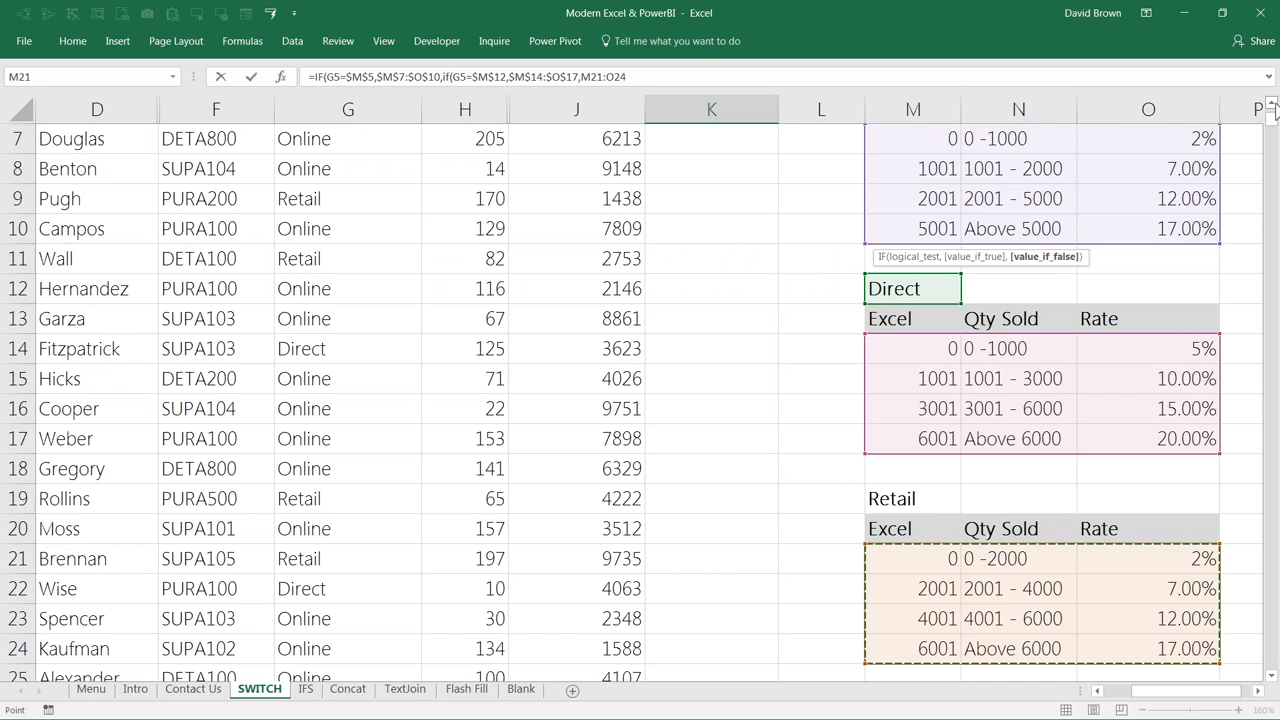 Modern Excel & PowerBI - Excel
David Brown
File Home Insert Page Layout Formulas Data Review View Developer Inquire Power Pivot Tell me what you want to do Share
M21 fx =IF(G5=$M$5,$M$7:$O$10,if(G5=$M$12,$M$14:$O$17,M21:O24
D F G H J K L M N O P
7 Douglas DETA800 Online 205 6213 0 0 -1000 2%
8 Benton SUPA104 Online 14 9148 1001 1001 - 2000 7.00%
9 Pugh PURA200 Retail 170 1438 2001 2001 - 5000 12.00%
10 Campos PURA100 Online 129 7809 5001 Above 5000 17.00%
11 Wall DETA100 Retail 82 2753 IF(logical_test, [value_if_true], [value_if_false])
12 Hernandez PURA100 Online 116 2146 Direct
13 Garza SUPA103 Online 67 8861 Excel Qty Sold Rate
14 Fitzpatrick SUPA103 Direct 125 3623 0 0 -1000 5%
15 Hicks DETA200 Online 71 4026 1001 1001 - 3000 10.00%
16 Cooper SUPA104 Online 22 9751 3001 3001 - 6000 15.00%
17 Weber PURA100 Online 153 7898 6001 Above 6000 20.00%
18 Gregory DETA800 Online 141 6329
19 Rollins PURA500 Retail 65 4222 Retail
20 Moss SUPA101 Online 157 3512 Excel Qty Sold Rate
21 Brennan SUPA105 Retail 197 9735 0 0 -2000 2%
22 Wise PURA100 Direct 10 4063 2001 2001 - 4000 7.00%
23 Spencer SUPA103 Online 30 2348 4001 4001 - 6000 12.00%
24 Kaufman SUPA102 Online 134 1588 6001 Above 6000 17.00%
25 Alexander DETA100 Online 100 4107
Menu Intro Contact Us SWITCH IFS Concat TextJoin Flash Fill Blank
Point 160%